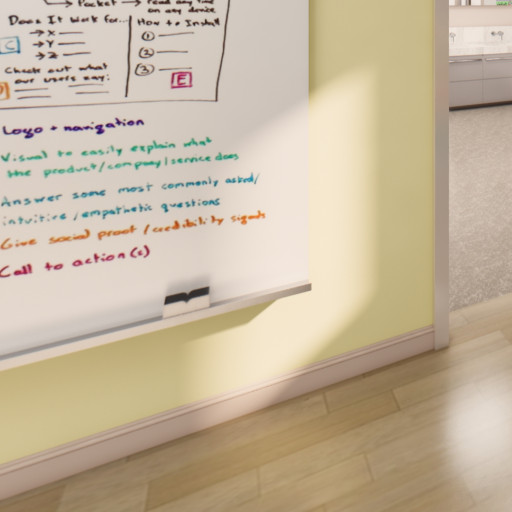 → Pocket → read any time
on any device
Does It Work for...
How to Install
C
→ X
→ Y
→ Z
①
②
③
Check out what
our users say:
E
Logo + navigation
Visual to easily explain what
the product/company/service does
Answer some most commonly asked/
intuitive/empathetic questions
Give social proof/credibility signals
Call to action(s)